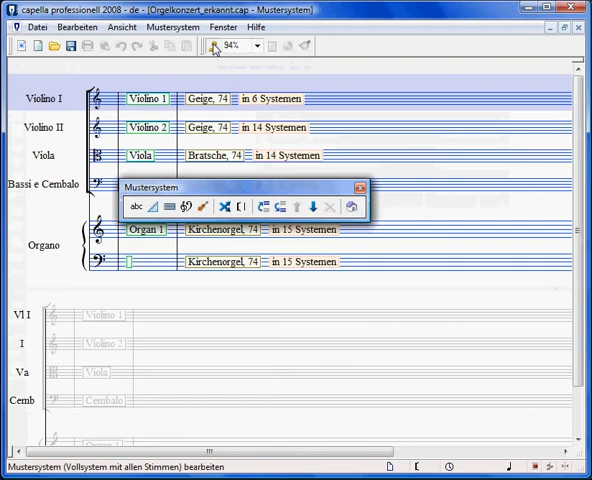 capella professionell 2008 - de - [Orgelkonzert_erkannt.cap - Mustersystem]
Datei Bearbeiten Ansicht Mustersystem Fenster Hilfe
94%
Violino I Violino 1 Geige, 74 in 6 Systemen
Violino II Violino 2 Geige, 74 in 14 Systemen
Viola Viola Bratsche, 74 in 14 Systemen
Bassi e Cembalo
Mustersystem
abc
Organo
Organ 1 Kirchenorgel, 74 in 15 Systemen
Kirchenorgel, 74 in 15 Systemen
Vl I Violino 1
I Violino 2
Va Viola
Cemb Cembalo
Organ 1
Mustersystem (Vollsystem mit allen Stimmen) bearbeiten